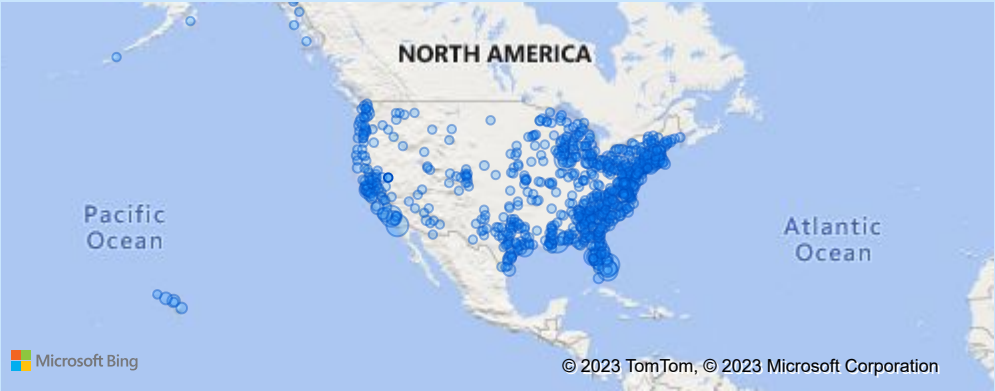 NORTH AMERICA
Pacific
Ocean
Atlantic
Ocean
Microsoft Bing
© 2023 TomTom, © 2023 Microsoft Corporation